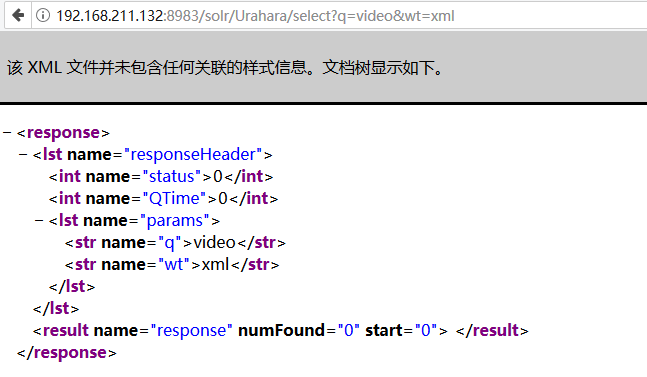 192.168.211.132:8983/solr/Urahara/select?q=video&wt=xml
该 XML 文件并未包含任何关联的样式信息。文档树显示如下。
− <response>
− <lst name="responseHeader">
<int name="status">0</int>
<int name="QTime">0</int>
− <lst name="params">
<str name="q">video</str>
<str name="wt">xml</str>
</lst>
</lst>
<result name="response" numFound="0" start="0"> </result>
</response>